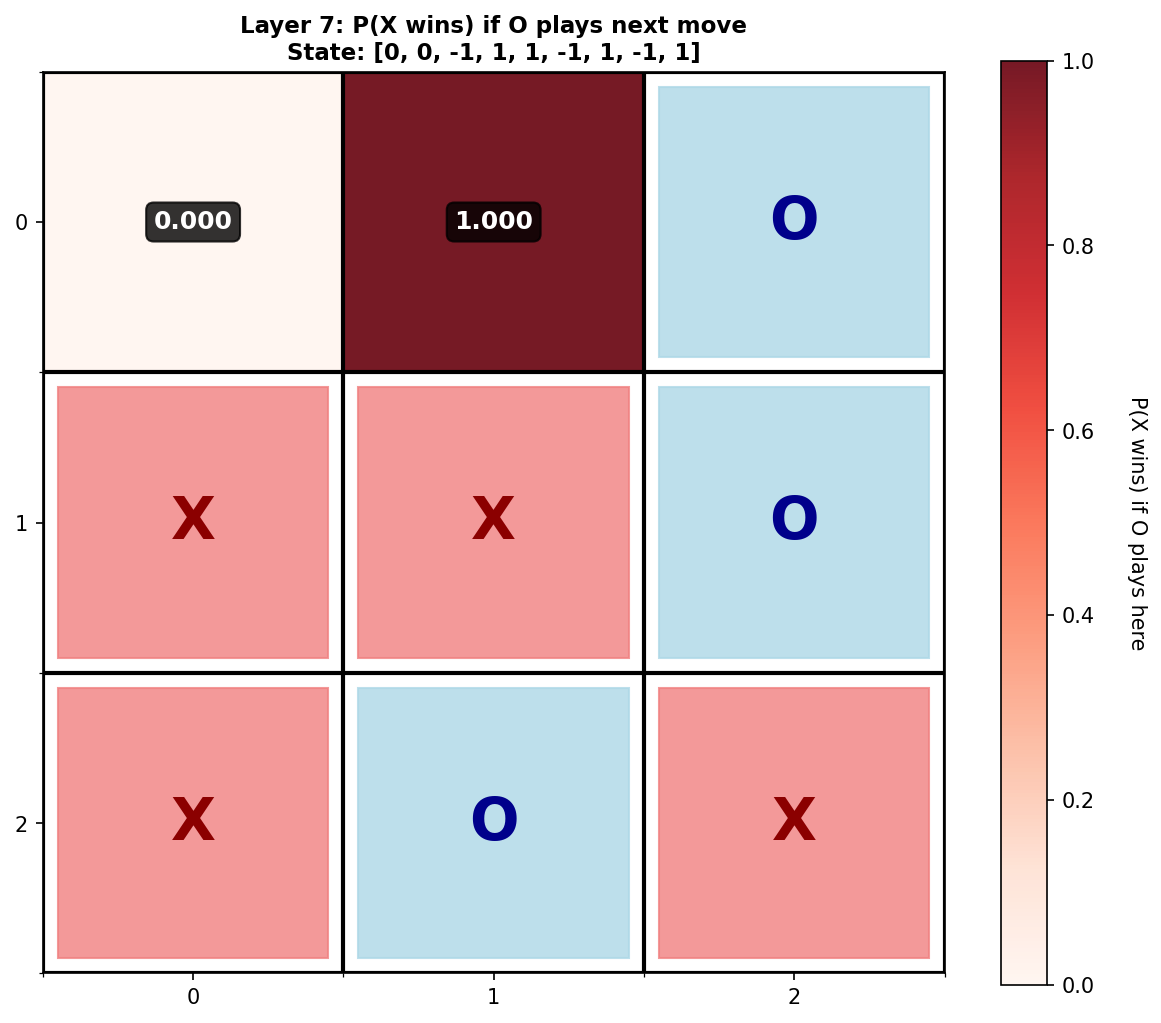 Layer 7: P(X wins) if O plays next move
State: [0, 0, -1, 1, 1, -1, 1, -1, 1]
0.000
1.000
O
X
X
O
X
O
X
0
1
2
0
1
2
1.0
0.8
0.6
0.4
0.2
0.0
P(X wins) if O plays here